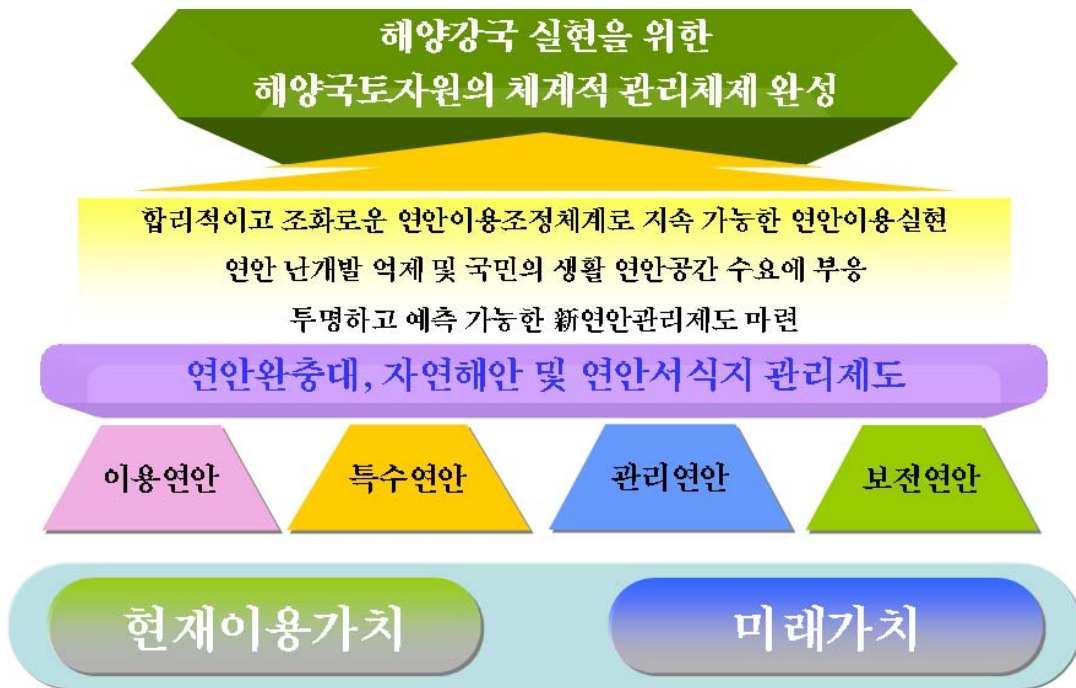 해양강국 실현을 위한
해양국토자원의 체계적 관리체제 완성
합리적이고 조화로운 연안이용조정체계로 지속 가능한 연안이용실현
연안 난개발 억제 및 국민의 생활 연안공간 수요에 부응
투명하고 예측 가능한 新연안관리제도 마련
연안완충대, 자연해안 및 연안서식지 관리제도
이용연안 특수연안 관리연안 보전연안
현재이용가치 미래가치